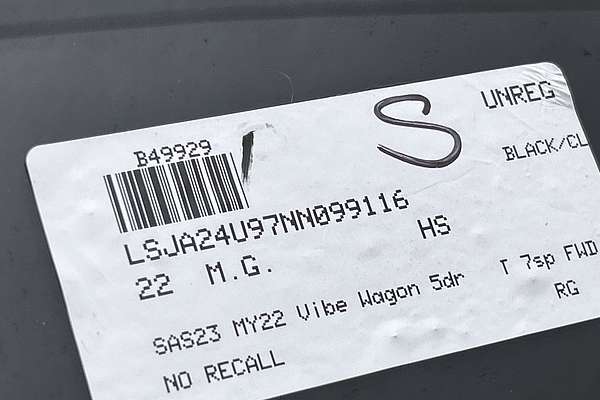 UNREG
S
B49929
BLACK/CL
LSJA24U97NN099116
22 M.G. HS
SAS23 MY22 Vibe Wagon 5dr T 7sp FWD
NO RECALL RG